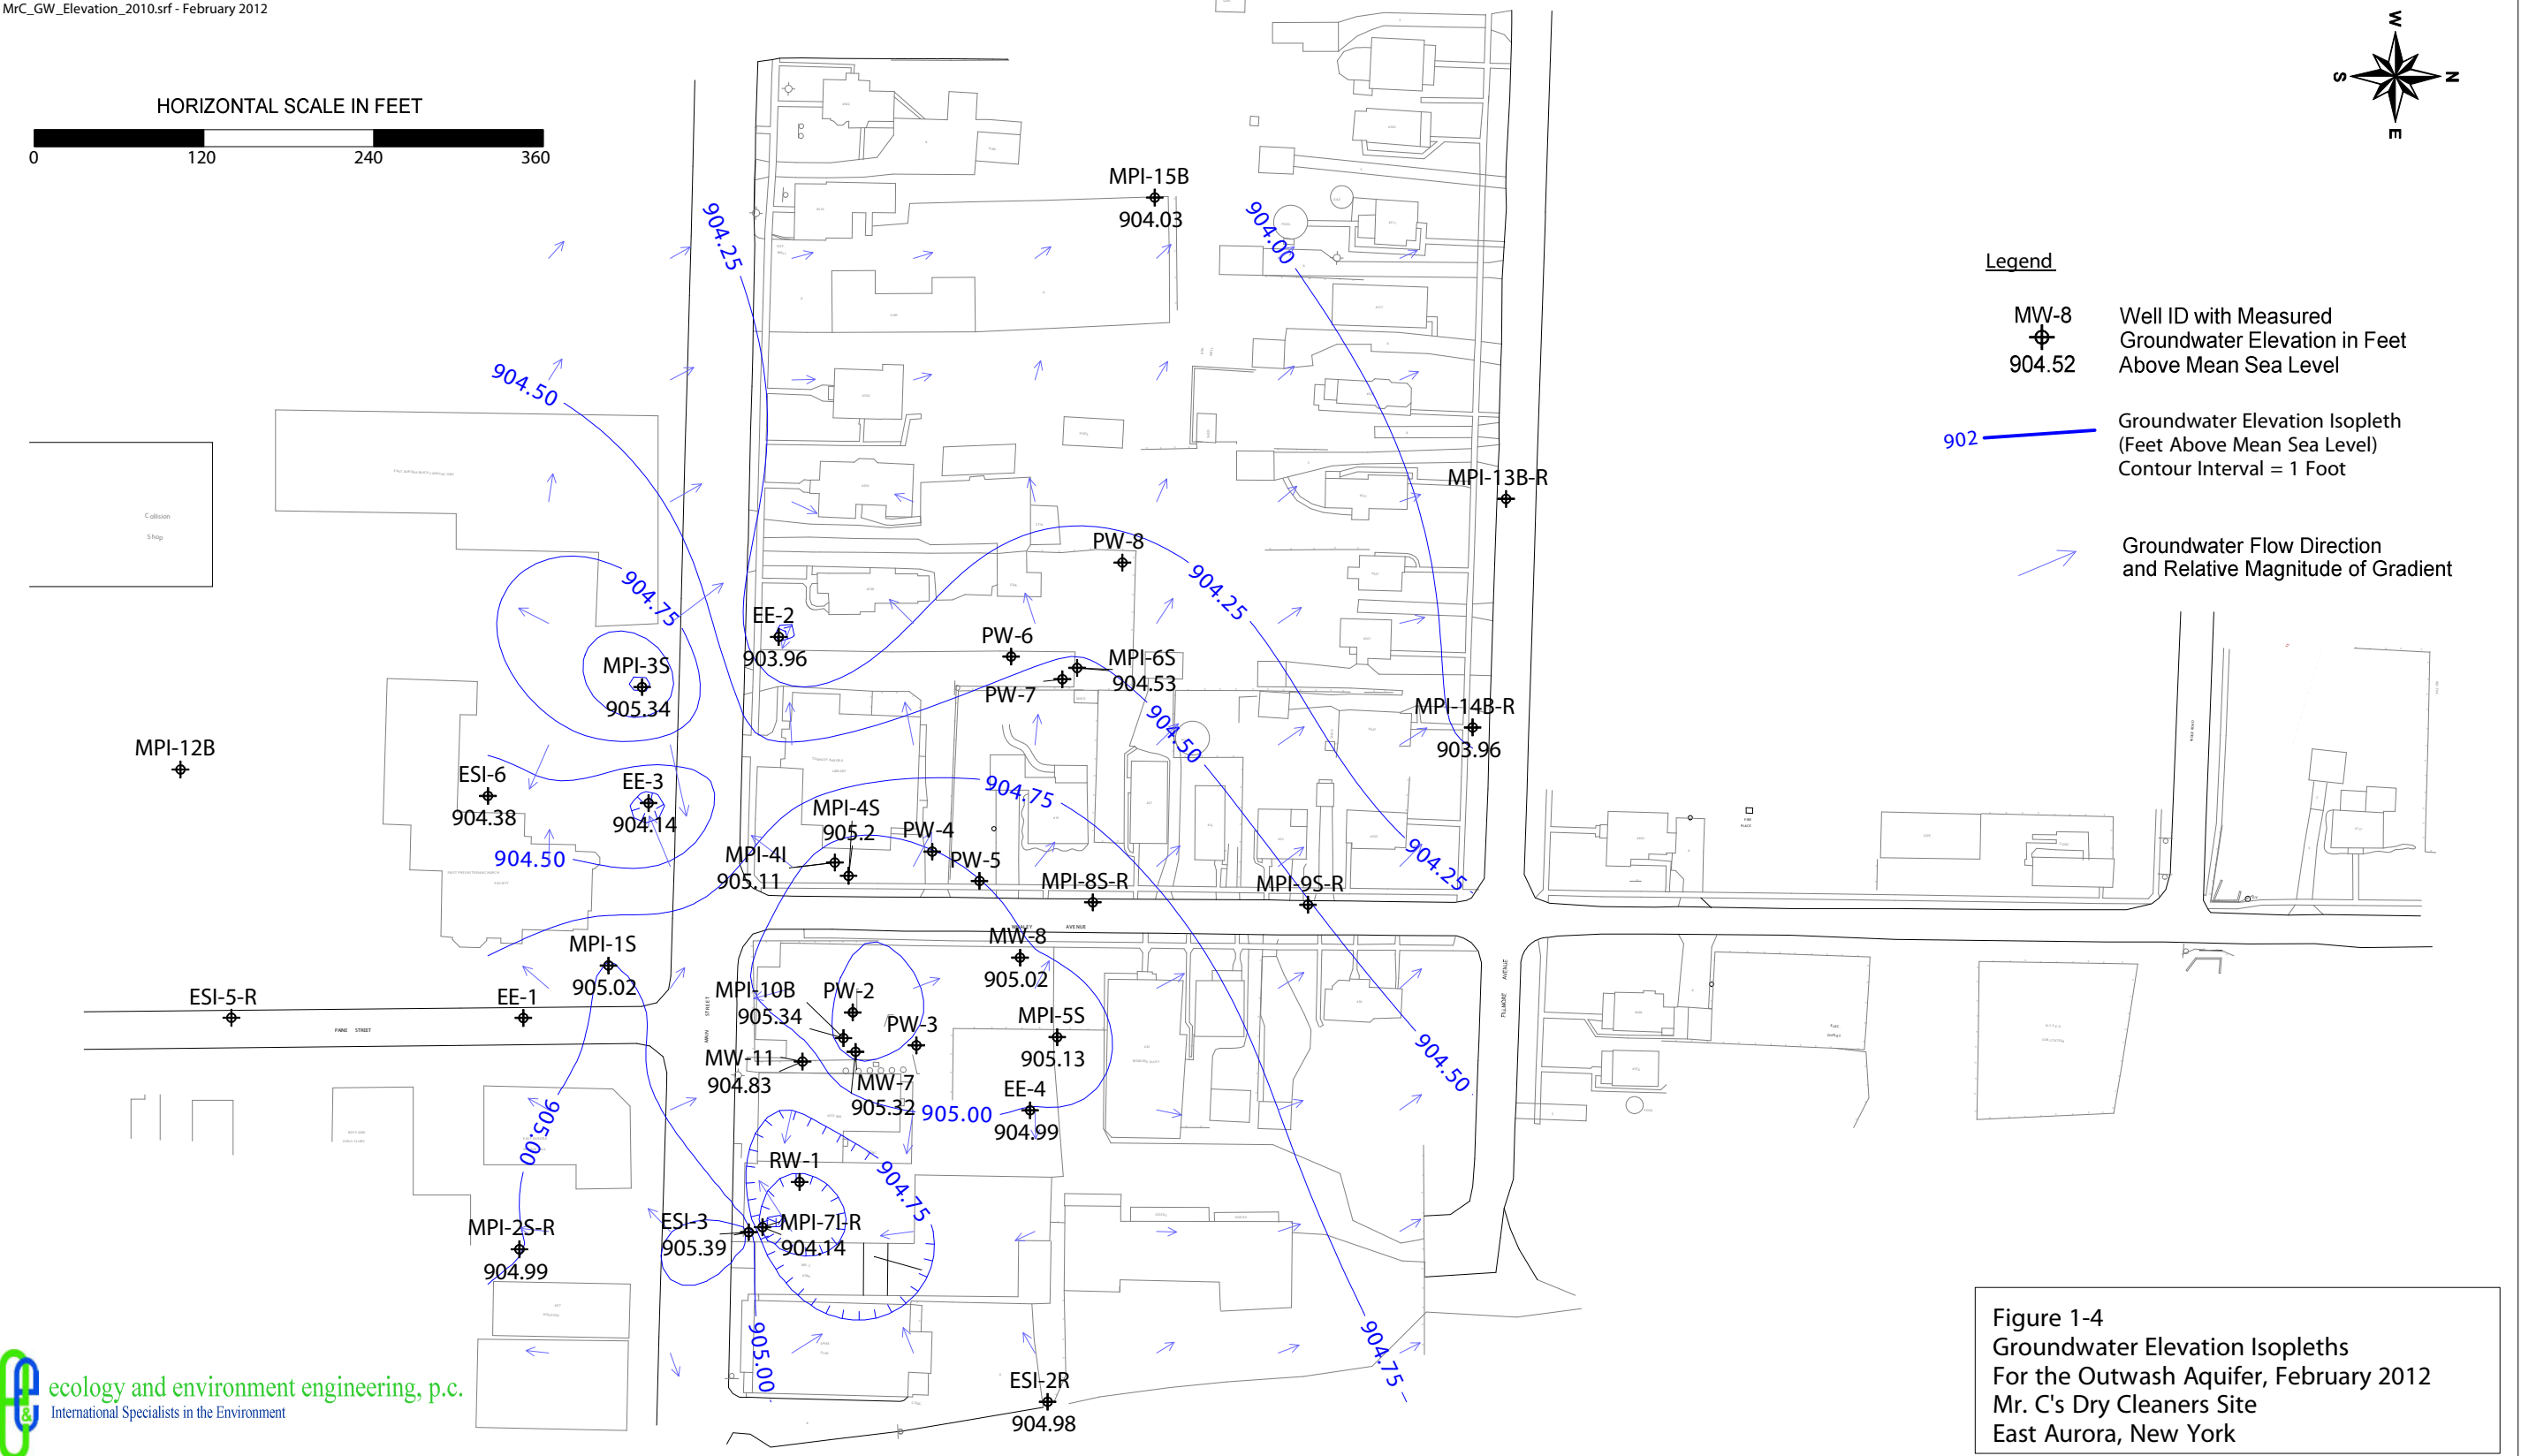 MrC_GW_Elevation_2010.srf - February 2012
HORIZONTAL SCALE IN FEET
0 120 240 360
W
S N
E
MPI-15B
904.03
904.25
904.00
Legend
MW-8
904.52
Well ID with Measured
Groundwater Elevation in Feet
Above Mean Sea Level
902
Groundwater Elevation Isopleth
(Feet Above Mean Sea Level)
Contour Interval = 1 Foot
Groundwater Flow Direction
and Relative Magnitude of Gradient
904.50
Collision
Shop
MPI-13B-R
PW-8
904.75
904.25
EE-2
903.96
PW-6
MPI-6S
904.53
PW-7
MPI-3S
905.34
904.50
MPI-14B-R
903.96
MPI-12B
ESI-6
904.38
EE-3
904.14
904.50
904.75
MPI-4S
905.2
PW-4
MPI-4I
905.11
PW-5
MPI-8S-R
MPI-9S-R
904.25
AVENUE
MW-8
905.02
MPI-1S
905.02
ESI-5-R
EE-1
PAINE STREET
MAIN STREET
FILLMORE AVENUE
MPI-10B
905.34
PW-2
PW-3
MPI-5S
905.13
904.50
MW-11
904.83
MW-7
905.32
905.00
EE-4
904.99
905.00
RW-1
904.75
MPI-2S-R
904.99
ESI-3
905.39
MPI-7I-R
904.14
905.00
904.75
ESI-2R
904.98
ecology and environment engineering, p.c.
International Specialists in the Environment
Figure 1-4
Groundwater Elevation Isopleths
For the Outwash Aquifer, February 2012
Mr. C's Dry Cleaners Site
East Aurora, New York